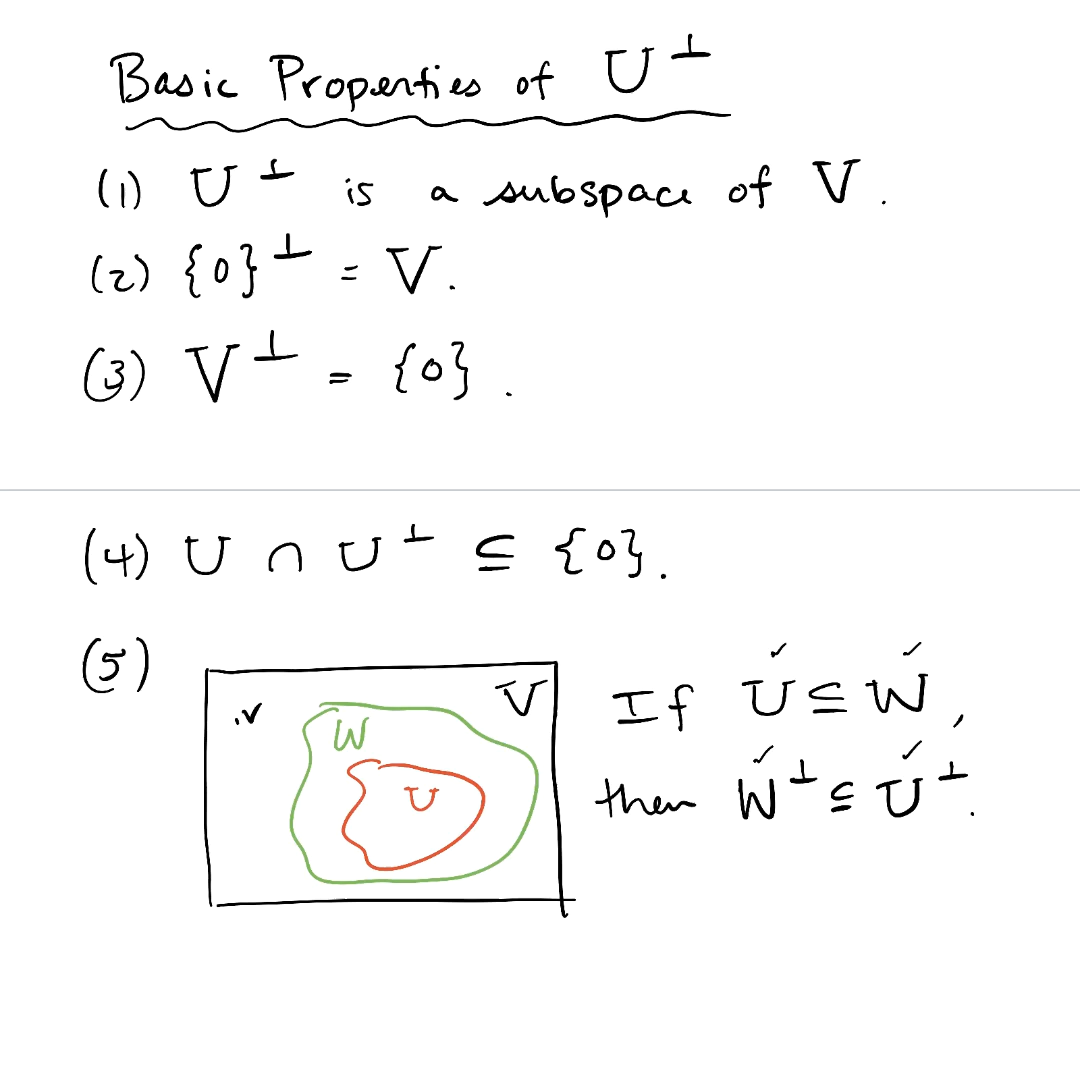 Basic Properties of U⊥
(1) U⊥ is a subspace of V.
(2) {0}⊥ = V.
(3) V⊥ = {0}.
(4) U ∩ U⊥ ⊆ {0}.
(5)
V
.v
W
U
If U ⊆ W,
then W⊥ ⊆ U⊥.